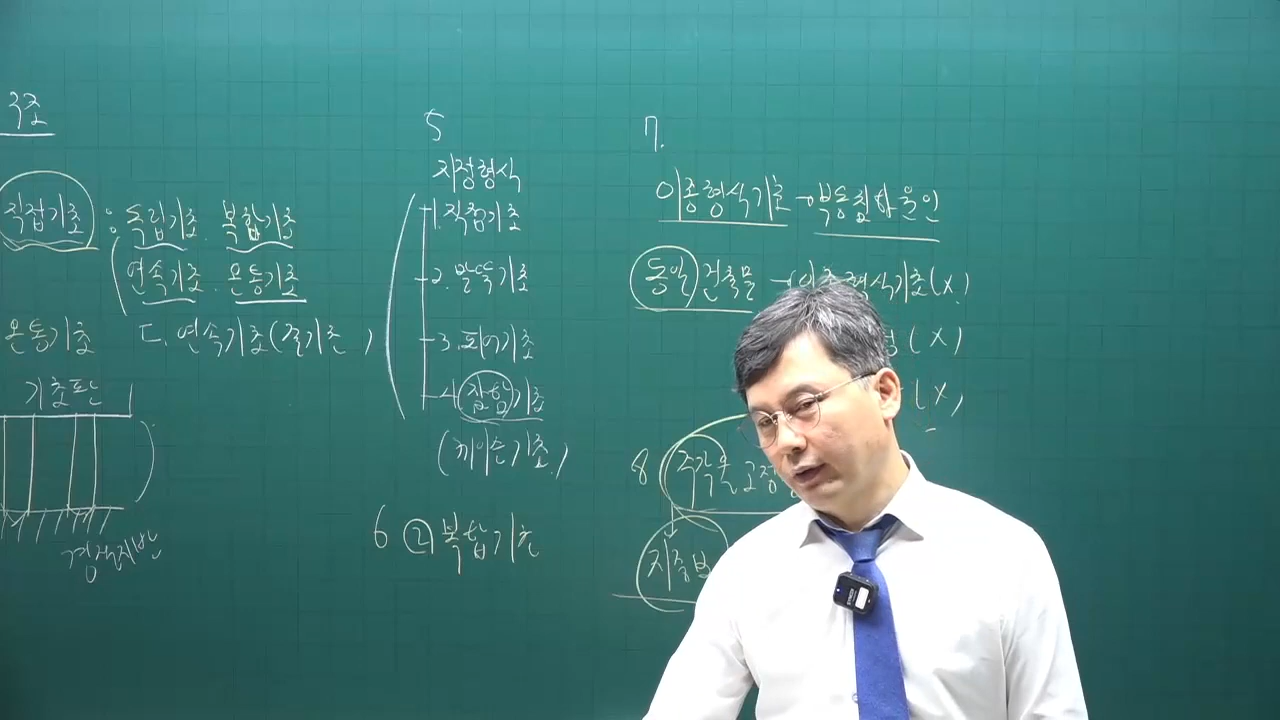 구조
직접기초 : 독립기초. 복합기초
연속기초. 온통기초
온통기초 ㄷ. 연속기초(줄기초)
기초판
경질지반
5
지정형식
1. 직접기초
2. 말뚝기초
3. 피어기초
4. 잠함기초
(케이슨기초.)
6 ② 복합기초
7.
이종형식기초 → 부동침하 원인
동일 건축물 → (이종형식기초(X.)
(X)
(X)
8
지중보